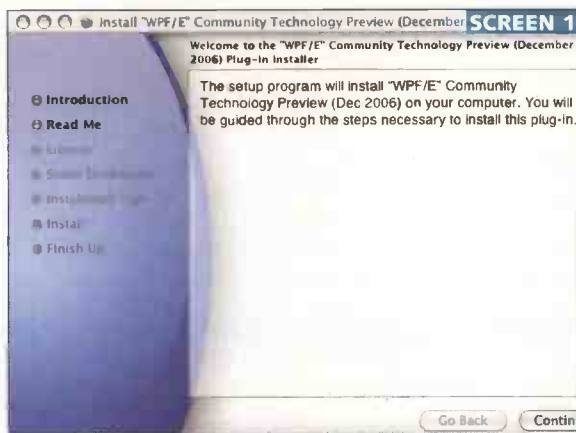 Install "WPF/E" Community Technology Preview (December
SCREEN 1
Welcome to the "WPF/E" Community Technology Preview (December
2006) Plug-in Installer
The setup program will install "WPF/E" Community
Technology Preview (Dec 2006) on your computer. You will
be guided through the steps necessary to install this plug-in.
Introduction
Read Me
License
Install
Finish Up
Go Back
Contin